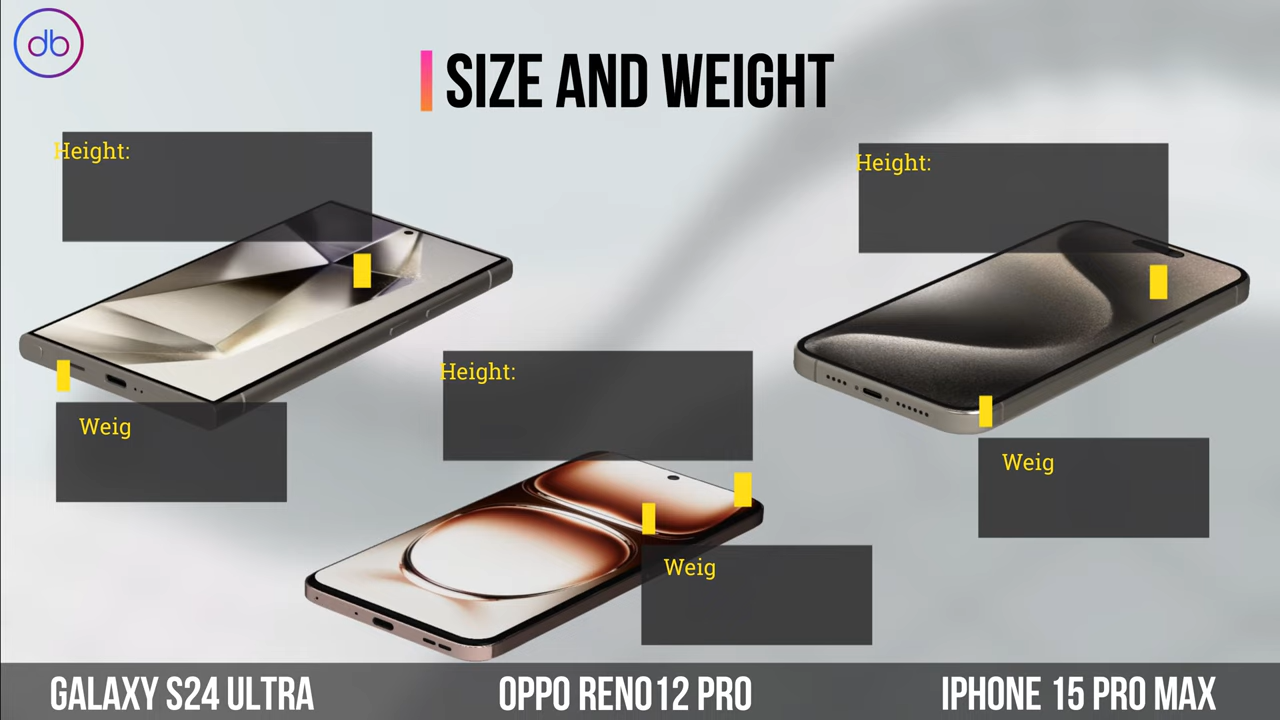 db
SIZE AND WEIGHT
Height:
Height:
Height:
Weig
Weig
Weig
GALAXY S24 ULTRA
OPPO RENO12 PRO
IPHONE 15 PRO MAX